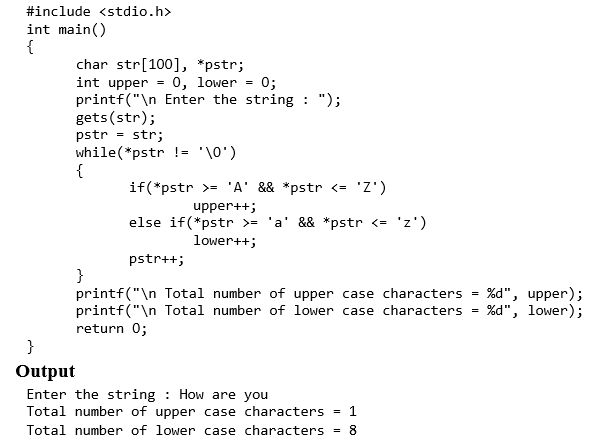 #include <stdio.h>
int main()
{
char str[100], *pstr;
int upper = 0, lower = 0;
printf("\n Enter the string : ");
gets(str);
pstr = str;
while(*pstr != '\0')
{
if(*pstr >= 'A' && *pstr <= 'Z')
upper++;
else if(*pstr >= 'a' && *pstr <= 'z')
lower++;
pstr++;
}
printf("\n Total number of upper case characters = %d", upper);
printf("\n Total number of lower case characters = %d", lower);
return 0;
}
Output
Enter the string : How are you
Total number of upper case characters = 1
Total number of lower case characters = 8